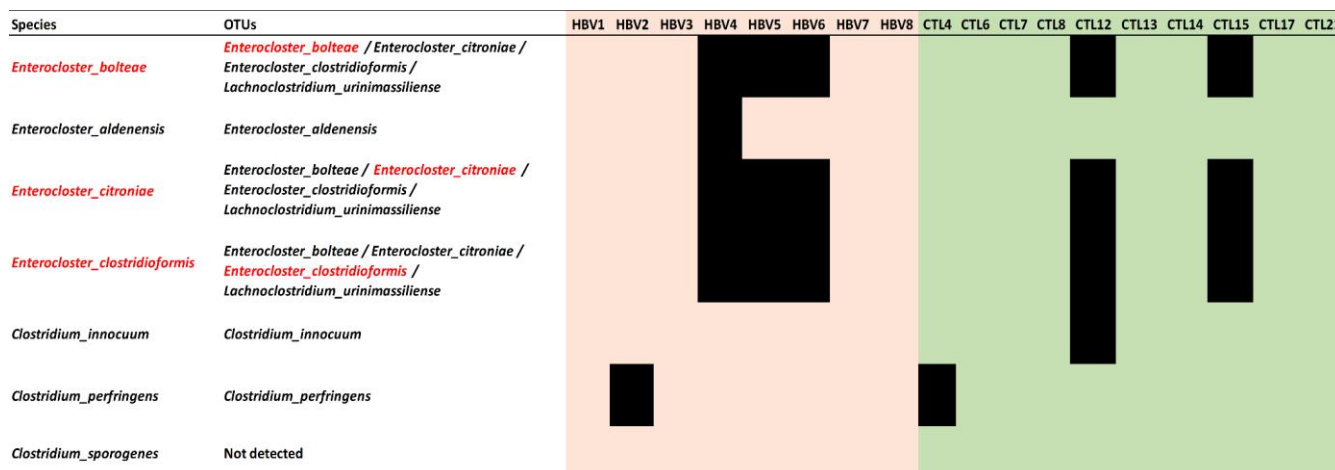 Species OTUs HBV1 HBV2 HBV3 HBV4 HBV5 HBV6 HBV7 HBV8 CTL4 CTL6 CTL7 CTL8 CTL12 CTL13 CTL14 CTL15 CTL17
Enterocloster_bolteae / Enterocloster_citroniae /
Enterocloster_bolteae
Enterocloster_clostridioformis /
Lachnoclostridium_urinimassiliense
Enterocloster_aldenensis Enterocloster_aldenensis
Enterocloster_bolteae / Enterocloster_citroniae /
Enterocloster_citroniae
Enterocloster_clostridioformis /
Lachnoclostridium_urinimassiliense
Enterocloster_bolteae / Enterocloster_citroniae /
Enterocloster_clostridioformis
Enterocloster_clostridioformis /
Lachnoclostridium_urinimassiliense
Clostridium_innocuum Clostridium_innocuum
Clostridium_perfringens Clostridium_perfringens
Clostridium_sporogenes Not detected